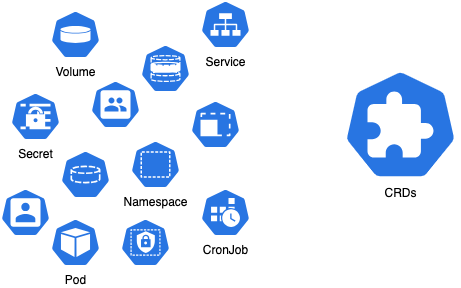 Service
Volume
Secret
CRDs
Namespace
CronJob
Pod